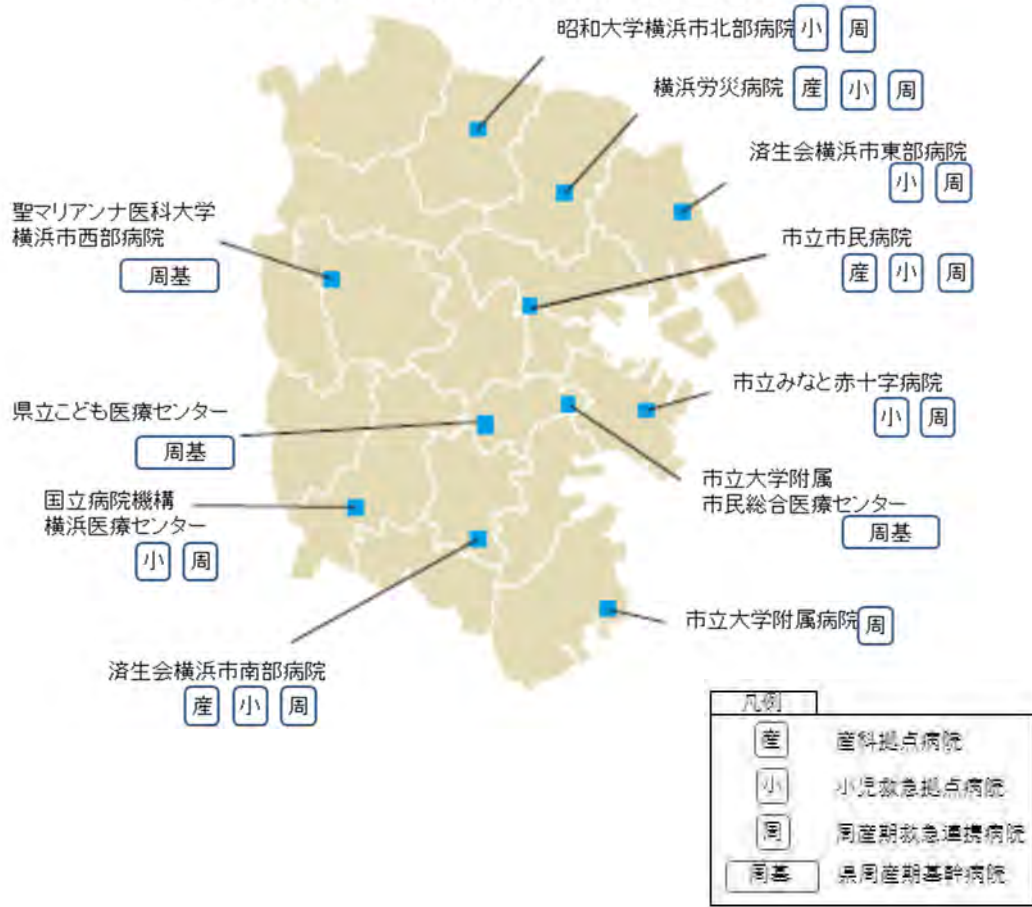 昭和大学横浜市北部病院 小 周
横浜労災病院 産 小 周
済生会横浜市東部病院
小 周
聖マリアンナ医科大学
横浜市西部病院
周基
市立市民病院
産 小 周
市立みなと赤十字病院
小 周
県立こども医療センター
周基
市立大学附属
市民総合医療センター
周基
国立病院機構
横浜医療センター
小 周
市立大学附属病院 周
済生会横浜市南部病院
産 小 周
凡例
産 産科拠点病院
小 小児救急拠点病院
周 周産期救急連携病院
周基 県周産期基幹病院